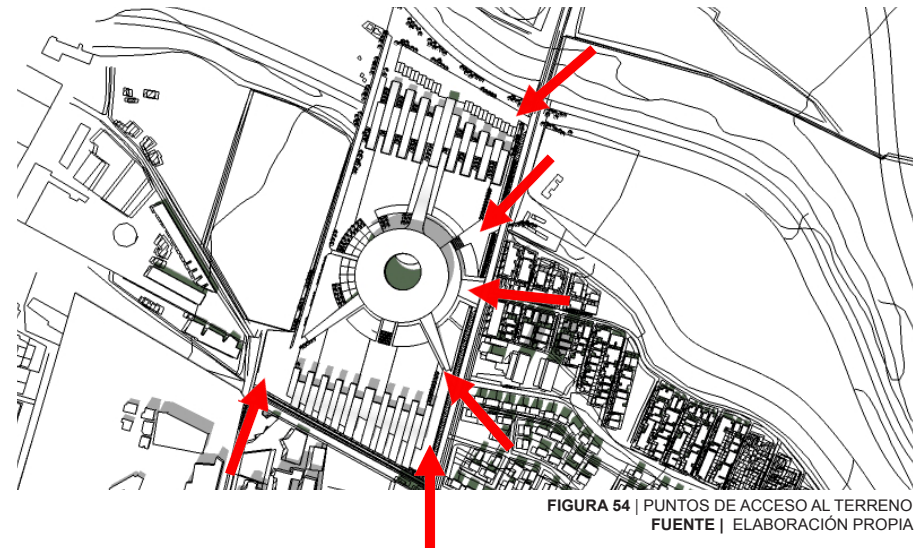 FIGURA 54 | PUNTOS DE ACCESO AL TERRENO
FUENTE | ELABORACIÓN PROPIA